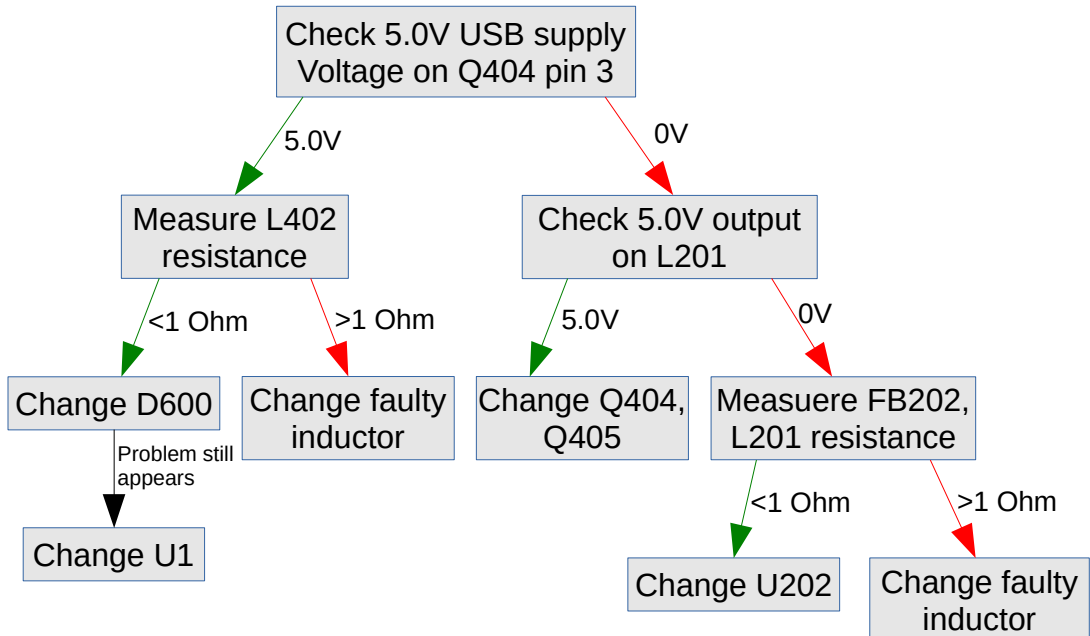 Check 5.0V USB supply
Voltage on Q404 pin 3
5.0V
0V
Measure L402
resistance
Check 5.0V output
on L201
<1 Ohm
>1 Ohm
5.0V
0V
Change D600
Change faulty
inductor
Change Q404,
Q405
Measuere FB202,
L201 resistance
Problem still
appears
<1 Ohm
>1 Ohm
Change U1
Change U202
Change faulty
inductor